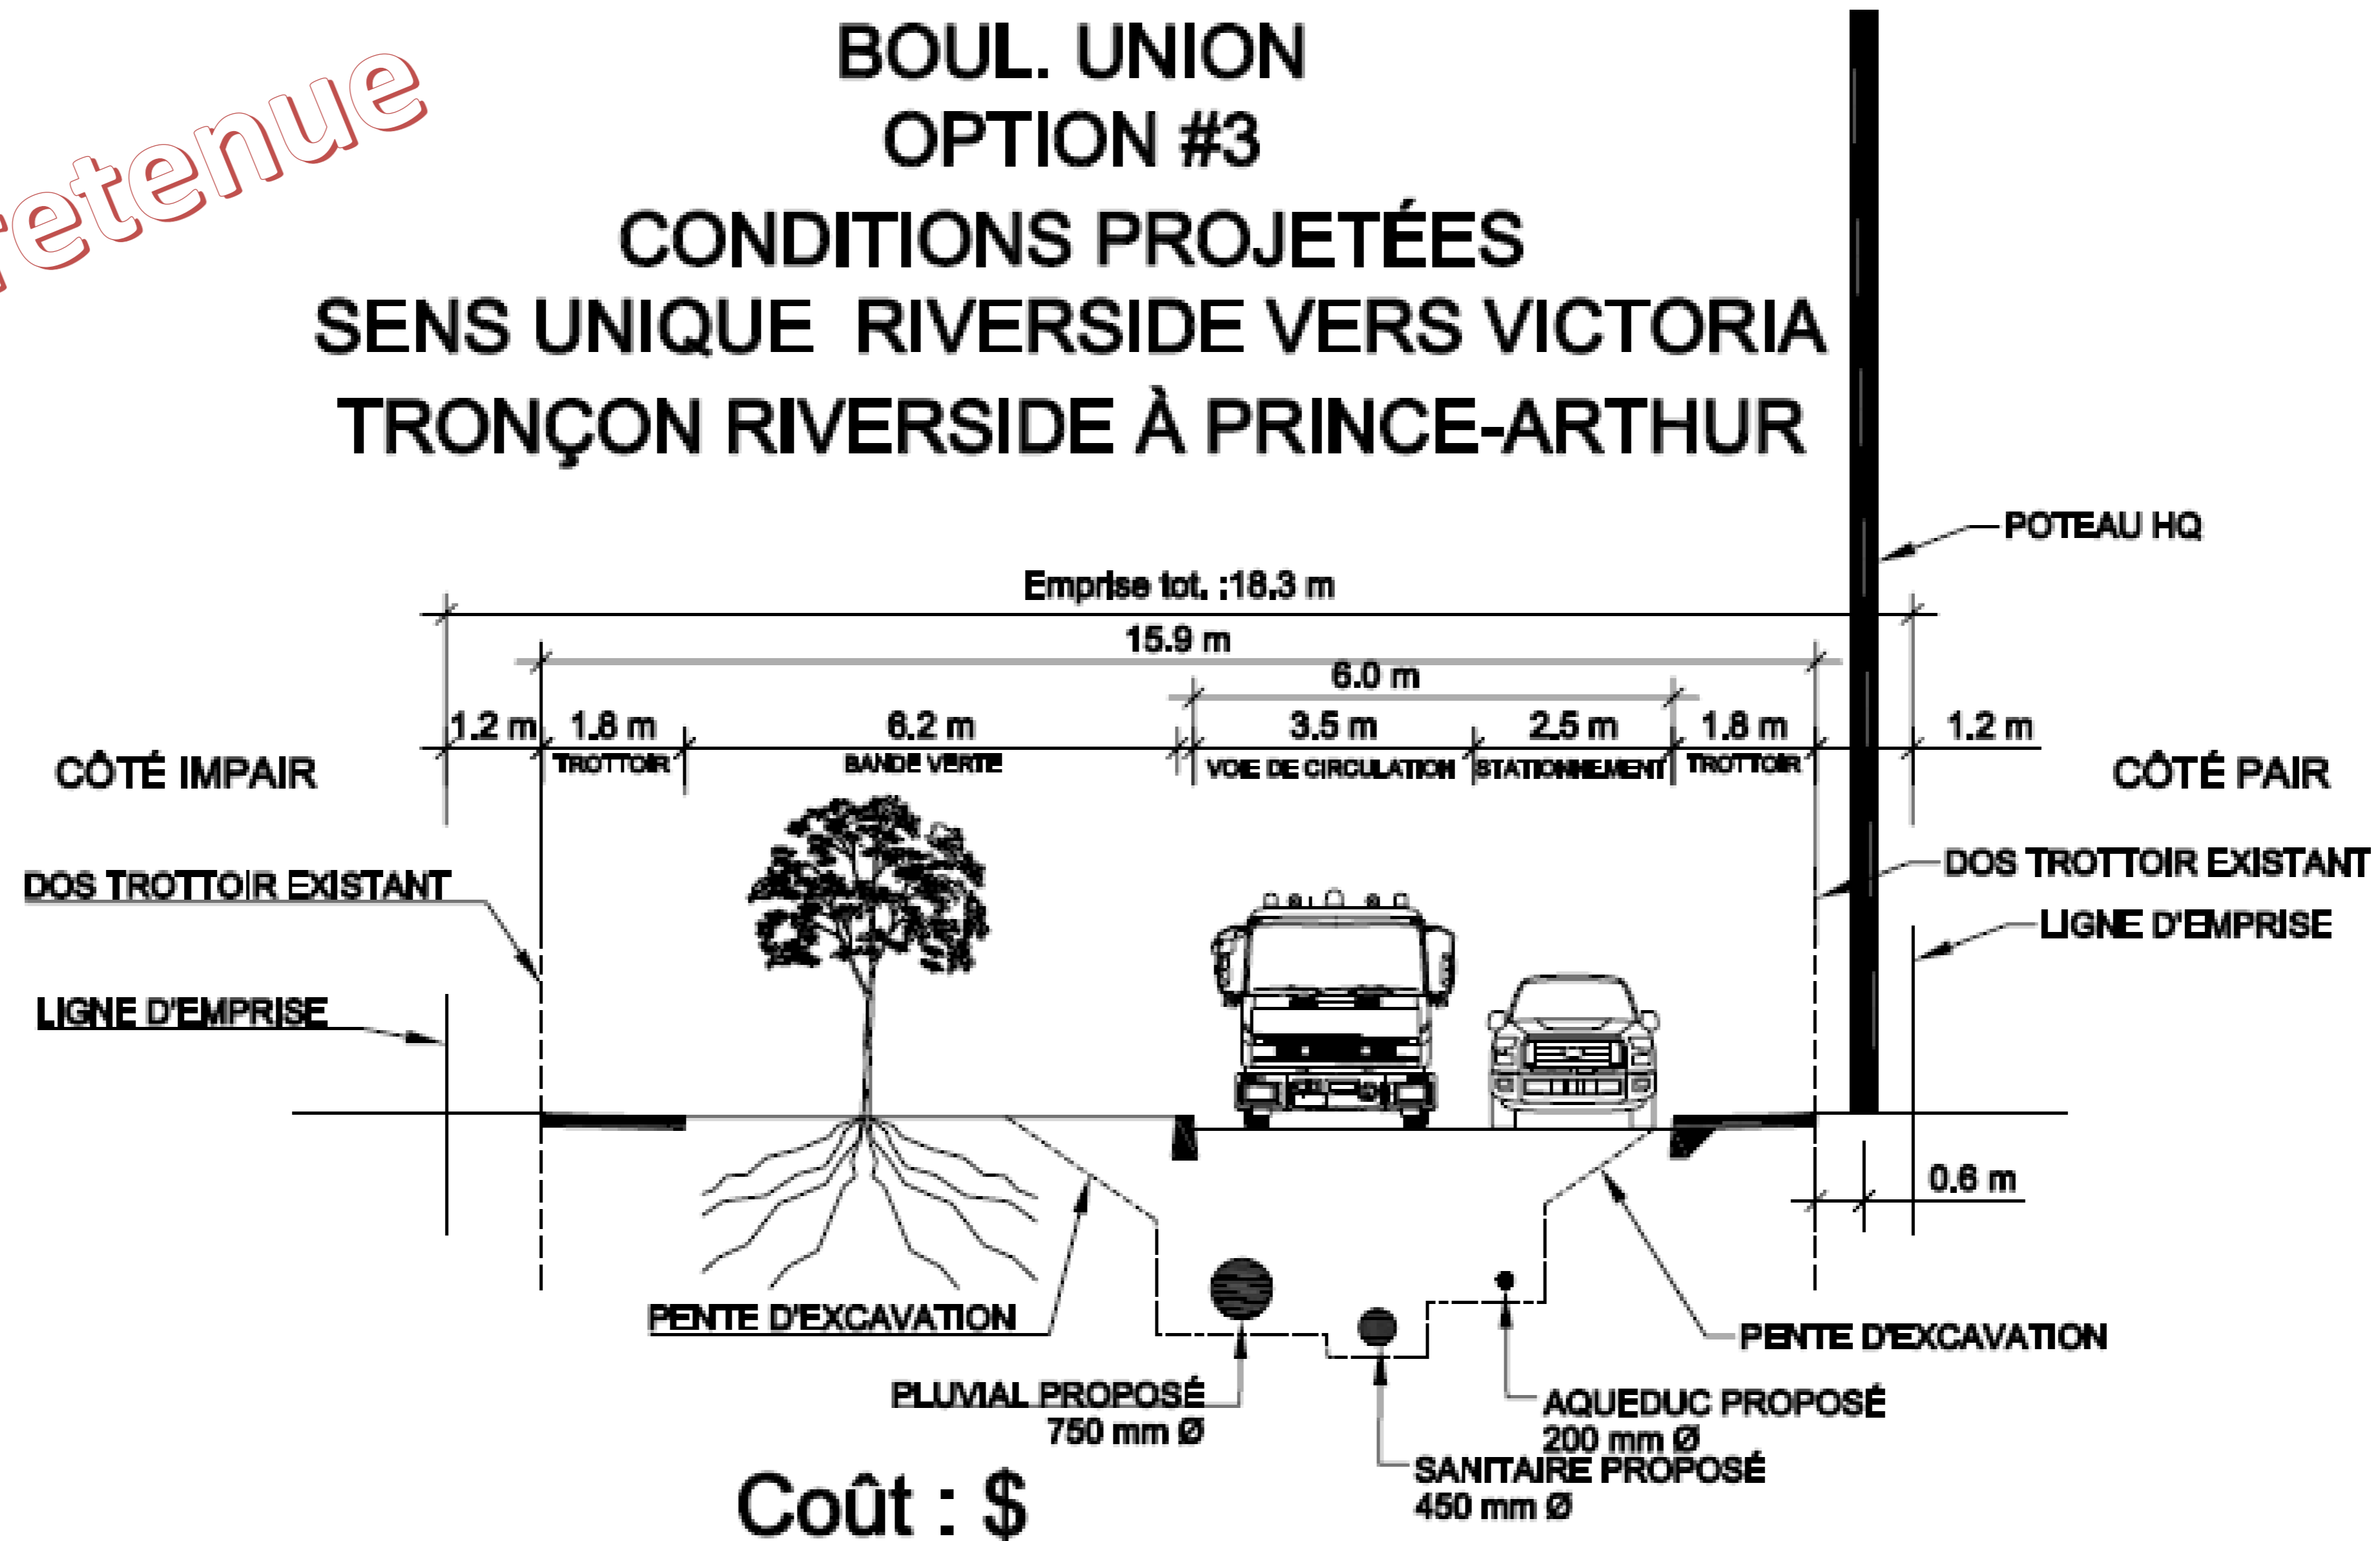 retenue
BOUL. UNION
OPTION #3
CONDITIONS PROJETÉES
SENS UNIQUE RIVERSIDE VERS VICTORIA
TRONÇON RIVERSIDE À PRINCE-ARTHUR
POTEAU HQ
Emprise tot. :18.3 m
15.9 m
6.0 m
1.2 m 1.8 m 6.2 m 3.5 m 2.5 m 1.8 m 1.2 m
TROTTOIR BANDE VERTE VOIE DE CIRCULATION STATIONNEMENT TROTTOIR
CÔTÉ IMPAIR CÔTÉ PAIR
DOS TROTTOIR EXISTANT
DOS TROTTOIR EXISTANT
LIGNE D'EMPRISE
LIGNE D'EMPRISE
0.6 m
PENTE D'EXCAVATION
PENTE D'EXCAVATION
PLUVIAL PROPOSÉ
750 mm Ø
AQUEDUC PROPOSÉ
200 mm Ø
SANITAIRE PROPOSÉ
450 mm Ø
Coût : $